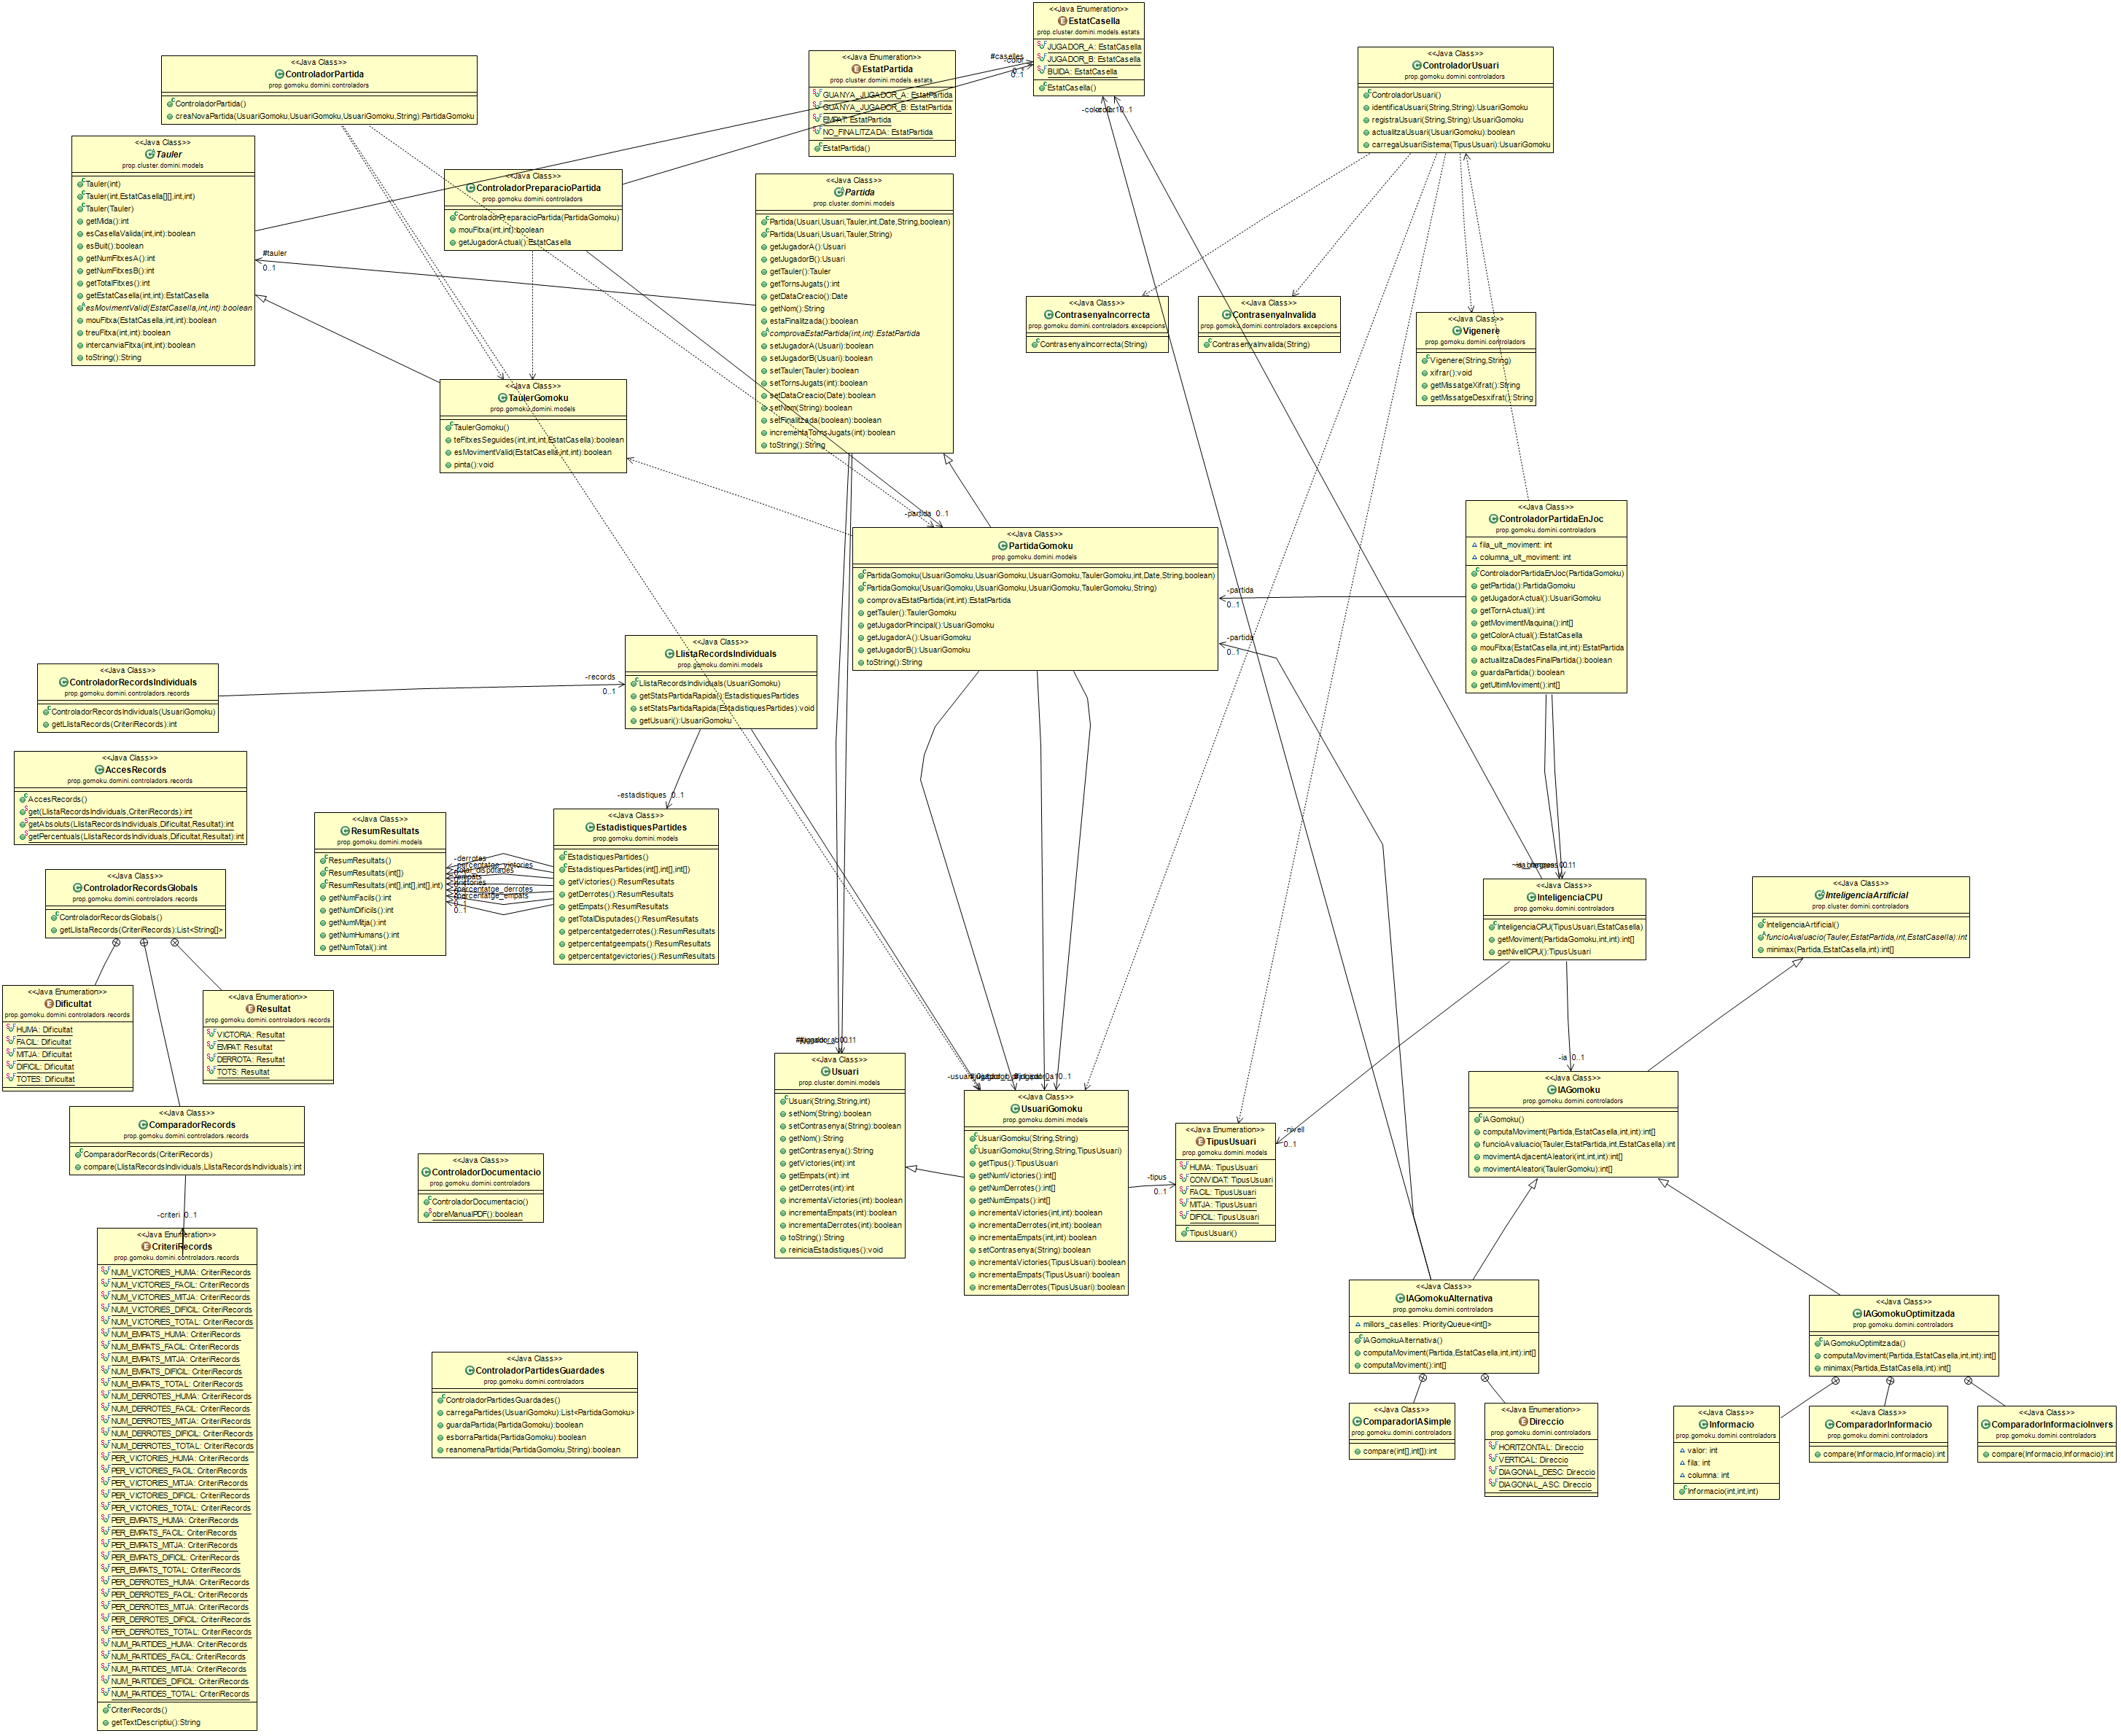 <<Java Enumeration>>
EstatCasella
prop.cluster.domini.models.estats
JUGADOR_A: EstatCasella
JUGADOR_B: EstatCasella
BUIDA: EstatCasella
EstatCasella()
<<Java Class>>
ControladorPartida
prop.gomoku.domini.controladors
ControladorPartida()
creaNovaPartida(UsuariGomoku,UsuariGomoku,UsuariGomoku,String):PartidaGomoku
<<Java Enumeration>>
EstatPartida
prop.cluster.domini.models.estats
GUANYA_JUGADOR_A: EstatPartida
GUANYA_JUGADOR_B: EstatPartida
EMPAT: EstatPartida
NO_FINALITZADA: EstatPartida
EstatPartida()
#caselles
-color
0..1
<<Java Class>>
ControladorUsuari
prop.gomoku.domini.controladors
ControladorUsuari()
identificaUsuari(String,String):UsuariGomoku
registraUsuari(String,String):UsuariGomoku
actualitzaUsuari(UsuariGomoku):boolean
carregaUsuariSistema(TipusUsuari):UsuariGomoku
<<Java Class>>
Tauler
prop.cluster.domini.models
Tauler(int)
Tauler(int,EstatCasella[][],int,int)
Tauler(Tauler)
getMida():int
esCasellaValida(int,int):boolean
esBuit():boolean
getNumFitxesA():int
getNumFitxesB():int
getTotalFitxes():int
getEstatCasella(int,int):EstatCasella
esMovimentValid(EstatCasella,int,int):boolean
mouFitxa(EstatCasella,int,int):boolean
treuFitxa(int,int):boolean
intercanviaFitxa(int,int):boolean
toString():String
#tauler
0..1
<<Java Class>>
ControladorPreparacioPartida
prop.gomoku.domini.controladors
ControladorPreparacioPartida(PartidaGomoku)
mouFitxa(int,int):boolean
getJugadorActual():EstatCasella
<<Java Class>>
Partida
prop.cluster.domini.models
Partida(Usuari,Usuari,Tauler,int,Date,String,boolean)
Partida(Usuari,Usuari,Tauler,String)
getJugadorA():Usuari
getJugadorB():Usuari
getTauler():Tauler
getTornsJugats():int
getDataCreacio():Date
getNom():String
estaFinalitzada():boolean
comprovaEstatPartida(int,int):EstatPartida
setJugadorA(Usuari):boolean
setJugadorB(Usuari):boolean
setTauler(Tauler):boolean
setTornsJugats(int):boolean
setDataCreacio(Date):boolean
setNom(String):boolean
setFinalitzada(boolean):boolean
incrementaTornsJugats(int):boolean
toString():String
<<Java Class>>
ContrasenyaIncorrecta
prop.gomoku.domini.controladors.excepcions
ContrasenyaIncorrecta(String)
<<Java Class>>
ContrasenyaInvalida
prop.gomoku.domini.controladors.excepcions
ContrasenyaInvalida(String)
<<Java Class>>
Vigenere
prop.gomoku.domini.controladors
Vigenere(String,String)
xifrar():void
getMissatgeXifrat():String
getMissatgeDesxifrat():String
<<Java Class>>
TaulerGomoku
prop.gomoku.domini.models
TaulerGomoku()
teFitxesSeguides(int,int,int,EstatCasella):boolean
esMovimentValid(EstatCasella,int,int):boolean
pinta():void
-partida 0..1
<<Java Class>>
PartidaGomoku
prop.gomoku.domini.models
PartidaGomoku(UsuariGomoku,UsuariGomoku,UsuariGomoku,TaulerGomoku,int,Date,String,boolean)
PartidaGomoku(UsuariGomoku,UsuariGomoku,UsuariGomoku,TaulerGomoku,String)
comprovaEstatPartida(int,int):EstatPartida
getTauler():TaulerGomoku
getJugadorPrincipal():UsuariGomoku
getJugadorA():UsuariGomoku
getJugadorB():UsuariGomoku
toString():String
-partida
0..1
-partida
0..1
<<Java Class>>
ControladorPartidaEnJoc
prop.gomoku.domini.controladors
fila_ult_moviment: int
columna_ult_moviment: int
ControladorPartidaEnJoc(PartidaGomoku)
getPartida():PartidaGomoku
getJugadorActual():UsuariGomoku
getTornActual():int
getMovimentMaquina():int[]
getColorActual():EstatCasella
mouFitxa(EstatCasella,int,int):EstatPartida
actualitzaDadesFinalPartida():boolean
guardaPartida():boolean
getUltimMoviment():int[]
<<Java Class>>
ControladorRecordsIndividuals
prop.gomoku.domini.controladors.records
ControladorRecordsIndividuals(UsuariGomoku)
getLlistaRecords(CriteriRecords):int
-records
0..1
<<Java Class>>
LlistaRecordsIndividuals
prop.gomoku.domini.models
LlistaRecordsIndividuals(UsuariGomoku)
getStatsPartidaRapida():EstadistiquesPartides
setStatsPartidaRapida(EstadistiquesPartides):void
getUsuari():UsuariGomoku
-estadistiques 0..1
<<Java Class>>
AccesRecords
prop.gomoku.domini.controladors.records
AccesRecords()
get(LlistaRecordsIndividuals,CriteriRecords):int
getAbsoluts(LlistaRecordsIndividuals,Dificultat,Resultat):int
getPercentuals(LlistaRecordsIndividuals,Dificultat,Resultat):int
<<Java Class>>
ResumResultats
prop.gomoku.domini.models
ResumResultats()
ResumResultats(int[])
ResumResultats(int[],int[],int[],int)
getNumFacils():int
getNumDificils():int
getNumMitja():int
getNumHumans():int
getNumTotal():int
-derrotes
-percentatge_victories
-percentatge_derrotes
-percentatge_empats
0..1
<<Java Class>>
EstadistiquesPartides
prop.gomoku.domini.models
EstadistiquesPartides()
EstadistiquesPartides(int[],int[],int[])
getVictories():ResumResultats
getDerrotes():ResumResultats
getEmpats():ResumResultats
getTotalDisputades():ResumResultats
getpercentatgederrotes():ResumResultats
getpercentatgeempats():ResumResultats
getpercentatgevictories():ResumResultats
<<Java Class>>
ControladorRecordsGlobals
prop.gomoku.domini.controladors.records
ControladorRecordsGlobals()
getLlistaRecords(CriteriRecords):List<String[]>
<<Java Class>>
InteligenciaCPU
prop.gomoku.domini.controladors
InteligenciaCPU(TipusUsuari,EstatCasella)
getMoviment(PartidaGomoku,int,int):int[]
getNivellCPU():TipusUsuari
<<Java Class>>
InteligenciaArtificial
prop.cluster.domini.controladors
InteligenciaArtificial()
funcioAvaluacio(Tauler,EstatPartida,int,EstatCasella):int
minimax(Partida,EstatCasella,int):int[]
<<Java Enumeration>>
Dificultat
prop.gomoku.domini.controladors.records
HUMA: Dificultat
FACIL: Dificultat
MITJA: Dificultat
DIFICIL: Dificultat
TOTES: Dificultat
<<Java Enumeration>>
Resultat
prop.gomoku.domini.controladors.records
VICTORIA: Resultat
EMPAT: Resultat
DERROTA: Resultat
TOTS: Resultat
<<Java Class>>
Usuari
prop.cluster.domini.models
Usuari(String,String,int)
setNom(String):boolean
setContrasenya(String):boolean
getNom():String
getContrasenya():String
getVictories(int):int
getEmpats(int):int
getDerrotes(int):int
incrementaVictories(int):boolean
incrementaEmpats(int):boolean
incrementaDerrotes(int):boolean
toString():String
reiniciaEstadistiques():void
<<Java Class>>
UsuariGomoku
prop.gomoku.domini.models
UsuariGomoku(String,String)
UsuariGomoku(String,String,TipusUsuari)
getTipus():TipusUsuari
getNumVictories():int[]
getNumDerrotes():int[]
getNumEmpats():int[]
incrementaVictories(int,int):boolean
incrementaDerrotes(int,int):boolean
incrementaEmpats(int,int):boolean
setContrasenya(String):boolean
incrementaVictories(TipusUsuari):boolean
incrementaEmpats(TipusUsuari):boolean
incrementaDerrotes(TipusUsuari):boolean
-tipus
0..1
<<Java Enumeration>>
TipusUsuari
prop.gomoku.domini.models
HUMA: TipusUsuari
CONVIDAT: TipusUsuari
FACIL: TipusUsuari
MITJA: TipusUsuari
DIFICIL: TipusUsuari
TipusUsuari()
-nivell
0..1
-ia 0..1
<<Java Class>>
IAGomoku
prop.gomoku.domini.controladors
IAGomoku()
computaMoviment(Partida,EstatCasella,int,int):int[]
funcioAvaluacio(Tauler,EstatPartida,int,EstatCasella):int
movimentAdjacentAleatori(int,int,int):int[]
movimentAleatori(TaulerGomoku):int[]
<<Java Class>>
ComparadorRecords
prop.gomoku.domini.controladors.records
ComparadorRecords(CriteriRecords)
compare(LlistaRecordsIndividuals,LlistaRecordsIndividuals):int
<<Java Class>>
ControladorDocumentacio
prop.gomoku.domini.controladors
ControladorDocumentacio()
obreManualPDF():boolean
-criteri 0..1
<<Java Enumeration>>
CriteriRecords
prop.gomoku.domini.controladors.records
NUM_VICTORIES_HUMA: CriteriRecords
NUM_VICTORIES_FACIL: CriteriRecords
NUM_VICTORIES_MITJA: CriteriRecords
NUM_VICTORIES_DIFICIL: CriteriRecords
NUM_VICTORIES_TOTAL: CriteriRecords
NUM_EMPATS_HUMA: CriteriRecords
NUM_EMPATS_FACIL: CriteriRecords
NUM_EMPATS_MITJA: CriteriRecords
NUM_EMPATS_DIFICIL: CriteriRecords
NUM_EMPATS_TOTAL: CriteriRecords
NUM_DERROTES_HUMA: CriteriRecords
NUM_DERROTES_FACIL: CriteriRecords
NUM_DERROTES_MITJA: CriteriRecords
NUM_DERROTES_DIFICIL: CriteriRecords
NUM_DERROTES_TOTAL: CriteriRecords
PER_VICTORIES_HUMA: CriteriRecords
PER_VICTORIES_FACIL: CriteriRecords
PER_VICTORIES_MITJA: CriteriRecords
PER_VICTORIES_DIFICIL: CriteriRecords
PER_VICTORIES_TOTAL: CriteriRecords
PER_EMPATS_HUMA: CriteriRecords
PER_EMPATS_FACIL: CriteriRecords
PER_EMPATS_MITJA: CriteriRecords
PER_EMPATS_DIFICIL: CriteriRecords
PER_EMPATS_TOTAL: CriteriRecords
PER_DERROTES_HUMA: CriteriRecords
PER_DERROTES_FACIL: CriteriRecords
PER_DERROTES_MITJA: CriteriRecords
PER_DERROTES_DIFICIL: CriteriRecords
PER_DERROTES_TOTAL: CriteriRecords
NUM_PARTIDES_HUMA: CriteriRecords
NUM_PARTIDES_FACIL: CriteriRecords
NUM_PARTIDES_MITJA: CriteriRecords
NUM_PARTIDES_DIFICIL: CriteriRecords
NUM_PARTIDES_TOTAL: CriteriRecords
CriteriRecords()
getTextDescriptiu():String
<<Java Class>>
ControladorPartidesGuardades
prop.gomoku.domini.controladors
ControladorPartidesGuardades()
carregaPartides(UsuariGomoku):List<PartidaGomoku>
guardaPartida(PartidaGomoku):boolean
esborraPartida(PartidaGomoku):boolean
reanomenaPartida(PartidaGomoku,String):boolean
<<Java Class>>
IAGomokuAlternativa
prop.gomoku.domini.controladors
millors_caselles: PriorityQueue<int[]>
IAGomokuAlternativa()
computaMoviment(Partida,EstatCasella,int,int):int[]
computaMoviment():int[]
<<Java Class>>
IAGomokuOptimitzada
prop.gomoku.domini.controladors
IAGomokuOptimitzada()
computaMoviment(Partida,EstatCasella,int,int):int[]
minimax(Partida,EstatCasella,int):int[]
<<Java Class>>
ComparadorIASimple
prop.gomoku.domini.controladors
compare(int[],int[]):int
<<Java Enumeration>>
Direccio
prop.gomoku.domini.controladors
HORITZONTAL: Direccio
VERTICAL: Direccio
DIAGONAL_DESC: Direccio
DIAGONAL_ASC: Direccio
<<Java Class>>
Informacio
prop.gomoku.domini.controladors
valor: int
fila: int
columna: int
Informacio(int,int,int)
<<Java Class>>
ComparadorInformacio
prop.gomoku.domini.controladors
compare(Informacio,Informacio):int
<<Java Class>>
ComparadorInformacioInvers
prop.gomoku.domini.controladors
compare(Informacio,Informacio):int